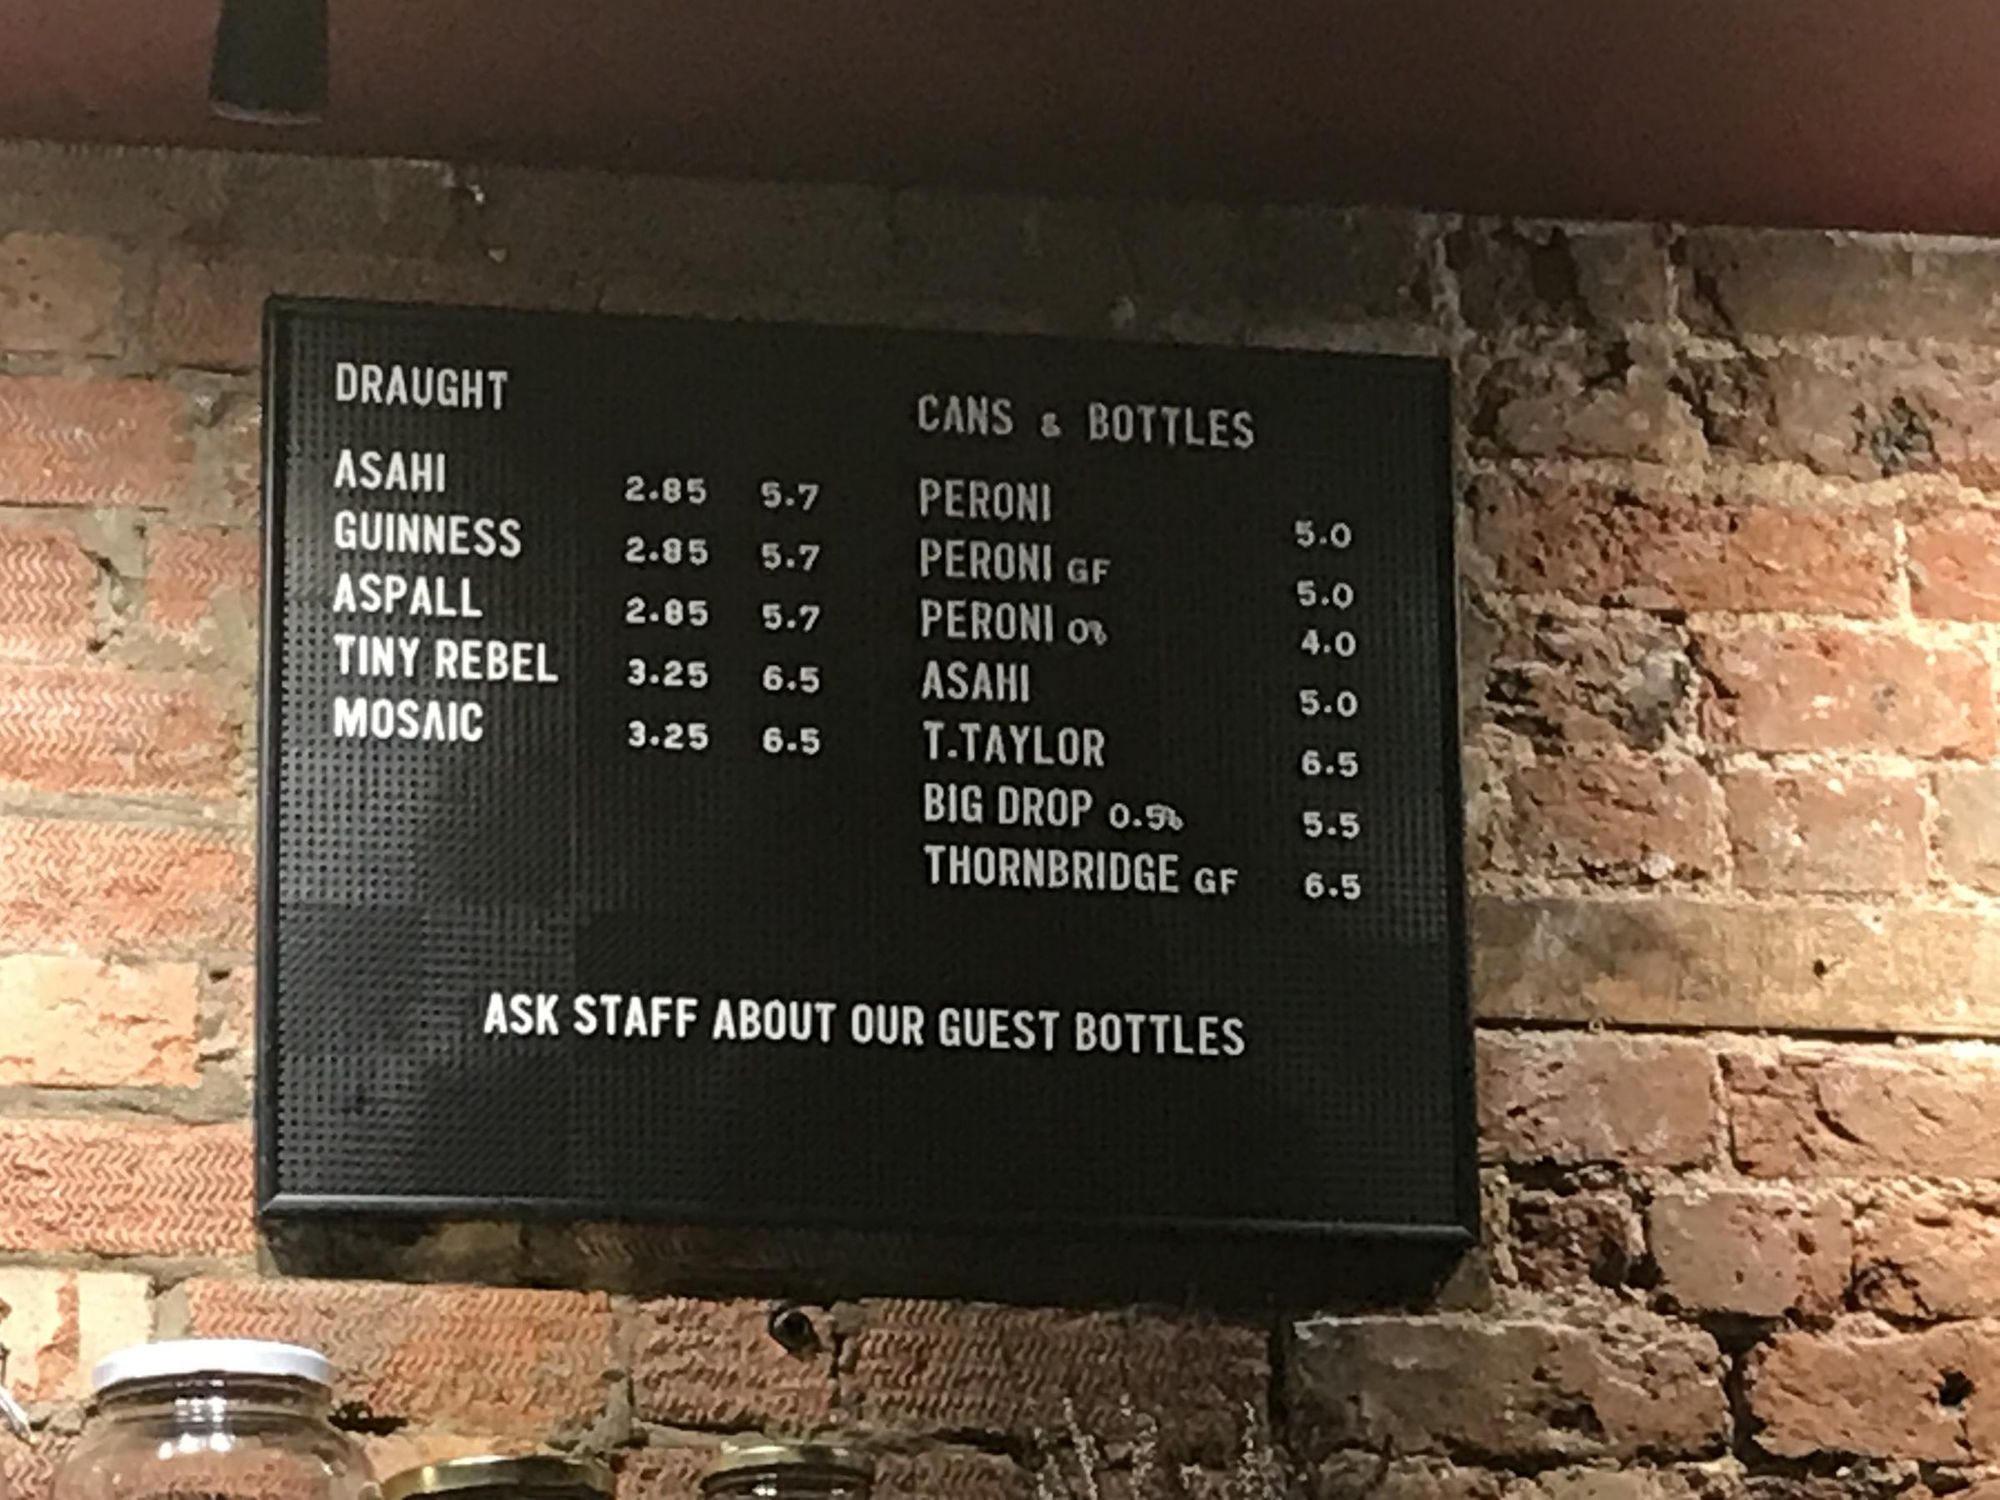 DRAUGHT
ASAHI 2.85 5.7
GUINNESS 2.85 5.7
ASPALL 2.85 5.7
TINY REBEL 3.25 6.5
MOSAIC 3.25 6.5
CANS & BOTTLES
PERONI 5.0
PERONI GF 5.0
PERONI 0% 4.0
ASAHI 5.0
T.TAYLOR 6.5
BIG DROP 0.5% 5.5
THORNBRIDGE GF 6.5
ASK STAFF ABOUT OUR GUEST BOTTLES